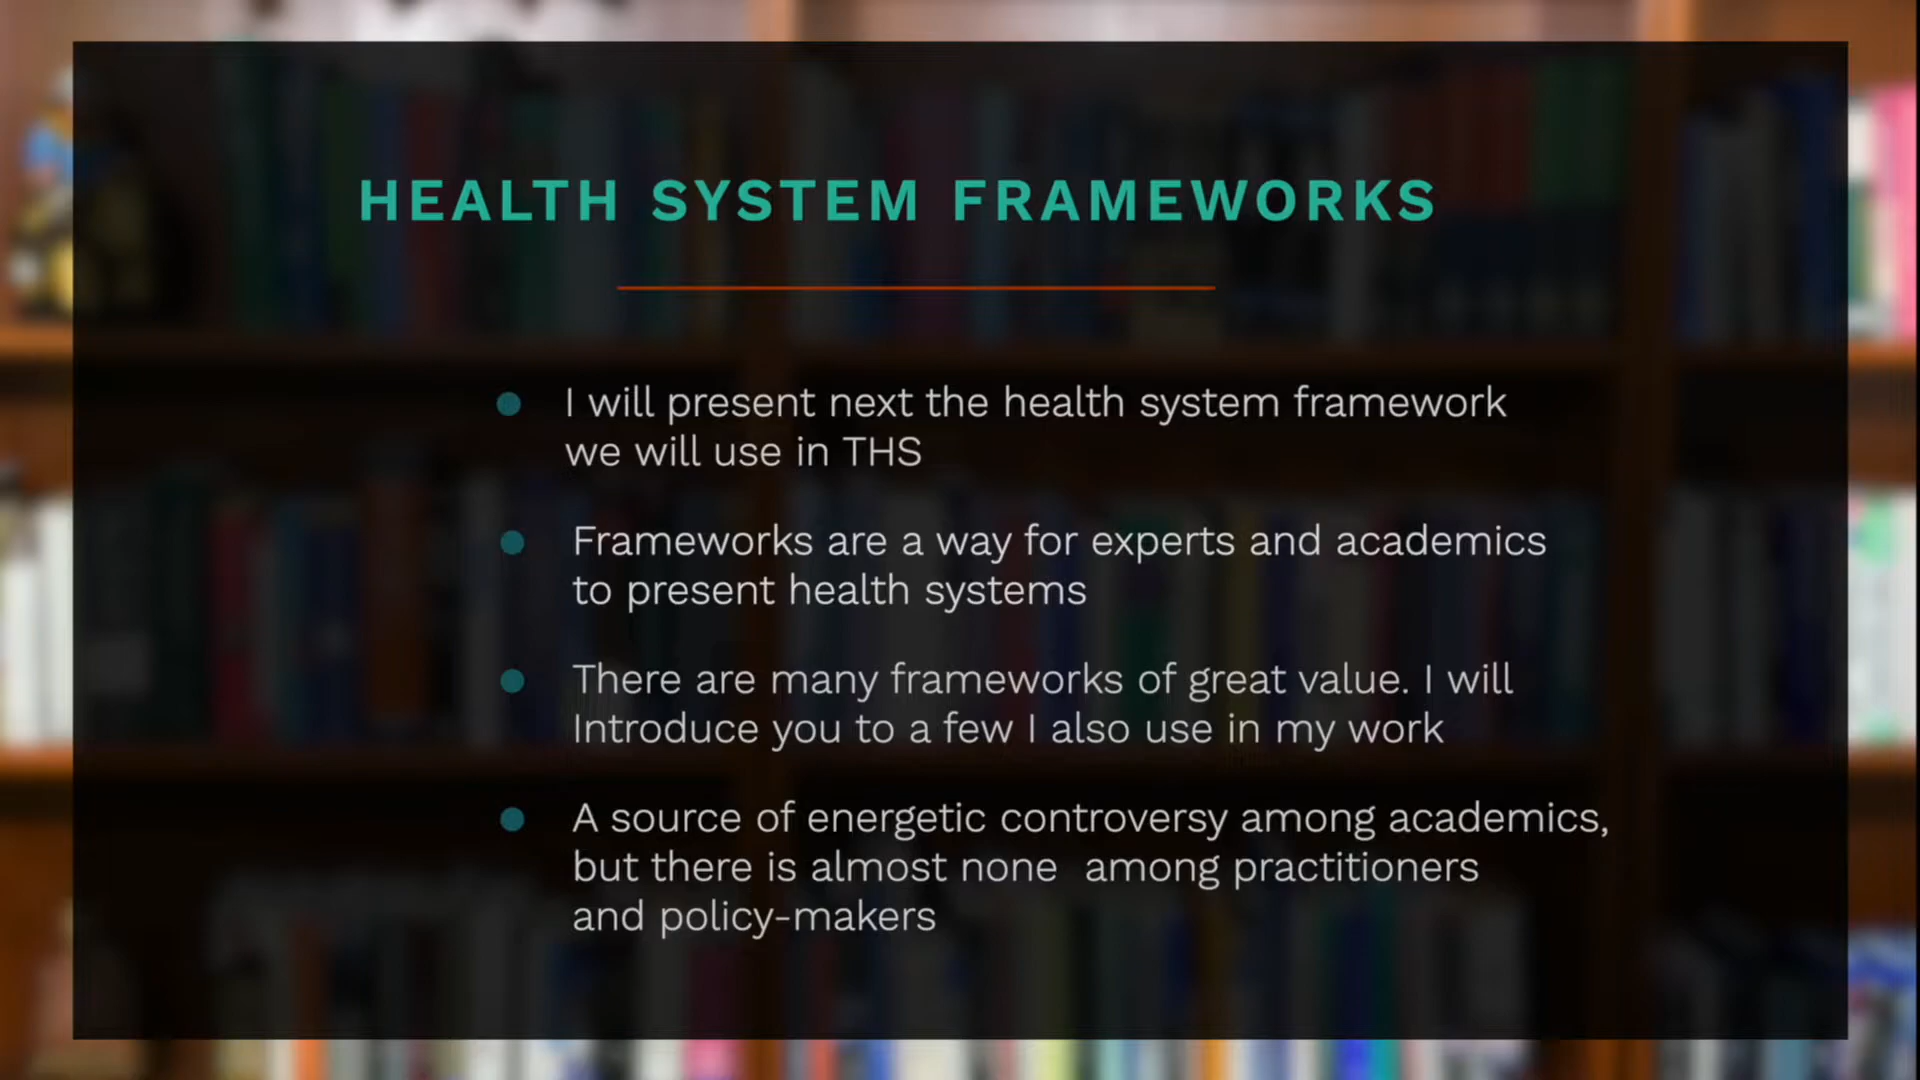 HEALTH SYSTEM FRAMEWORKS
I will present next the health system framework
we will use in THS
Frameworks are a way for experts and academics
to present health systems
There are many frameworks of great value. I will
Introduce you to a few I also use in my work
A source of energetic controversy among academics,
but there is almost none  among practitioners
and policy-makers